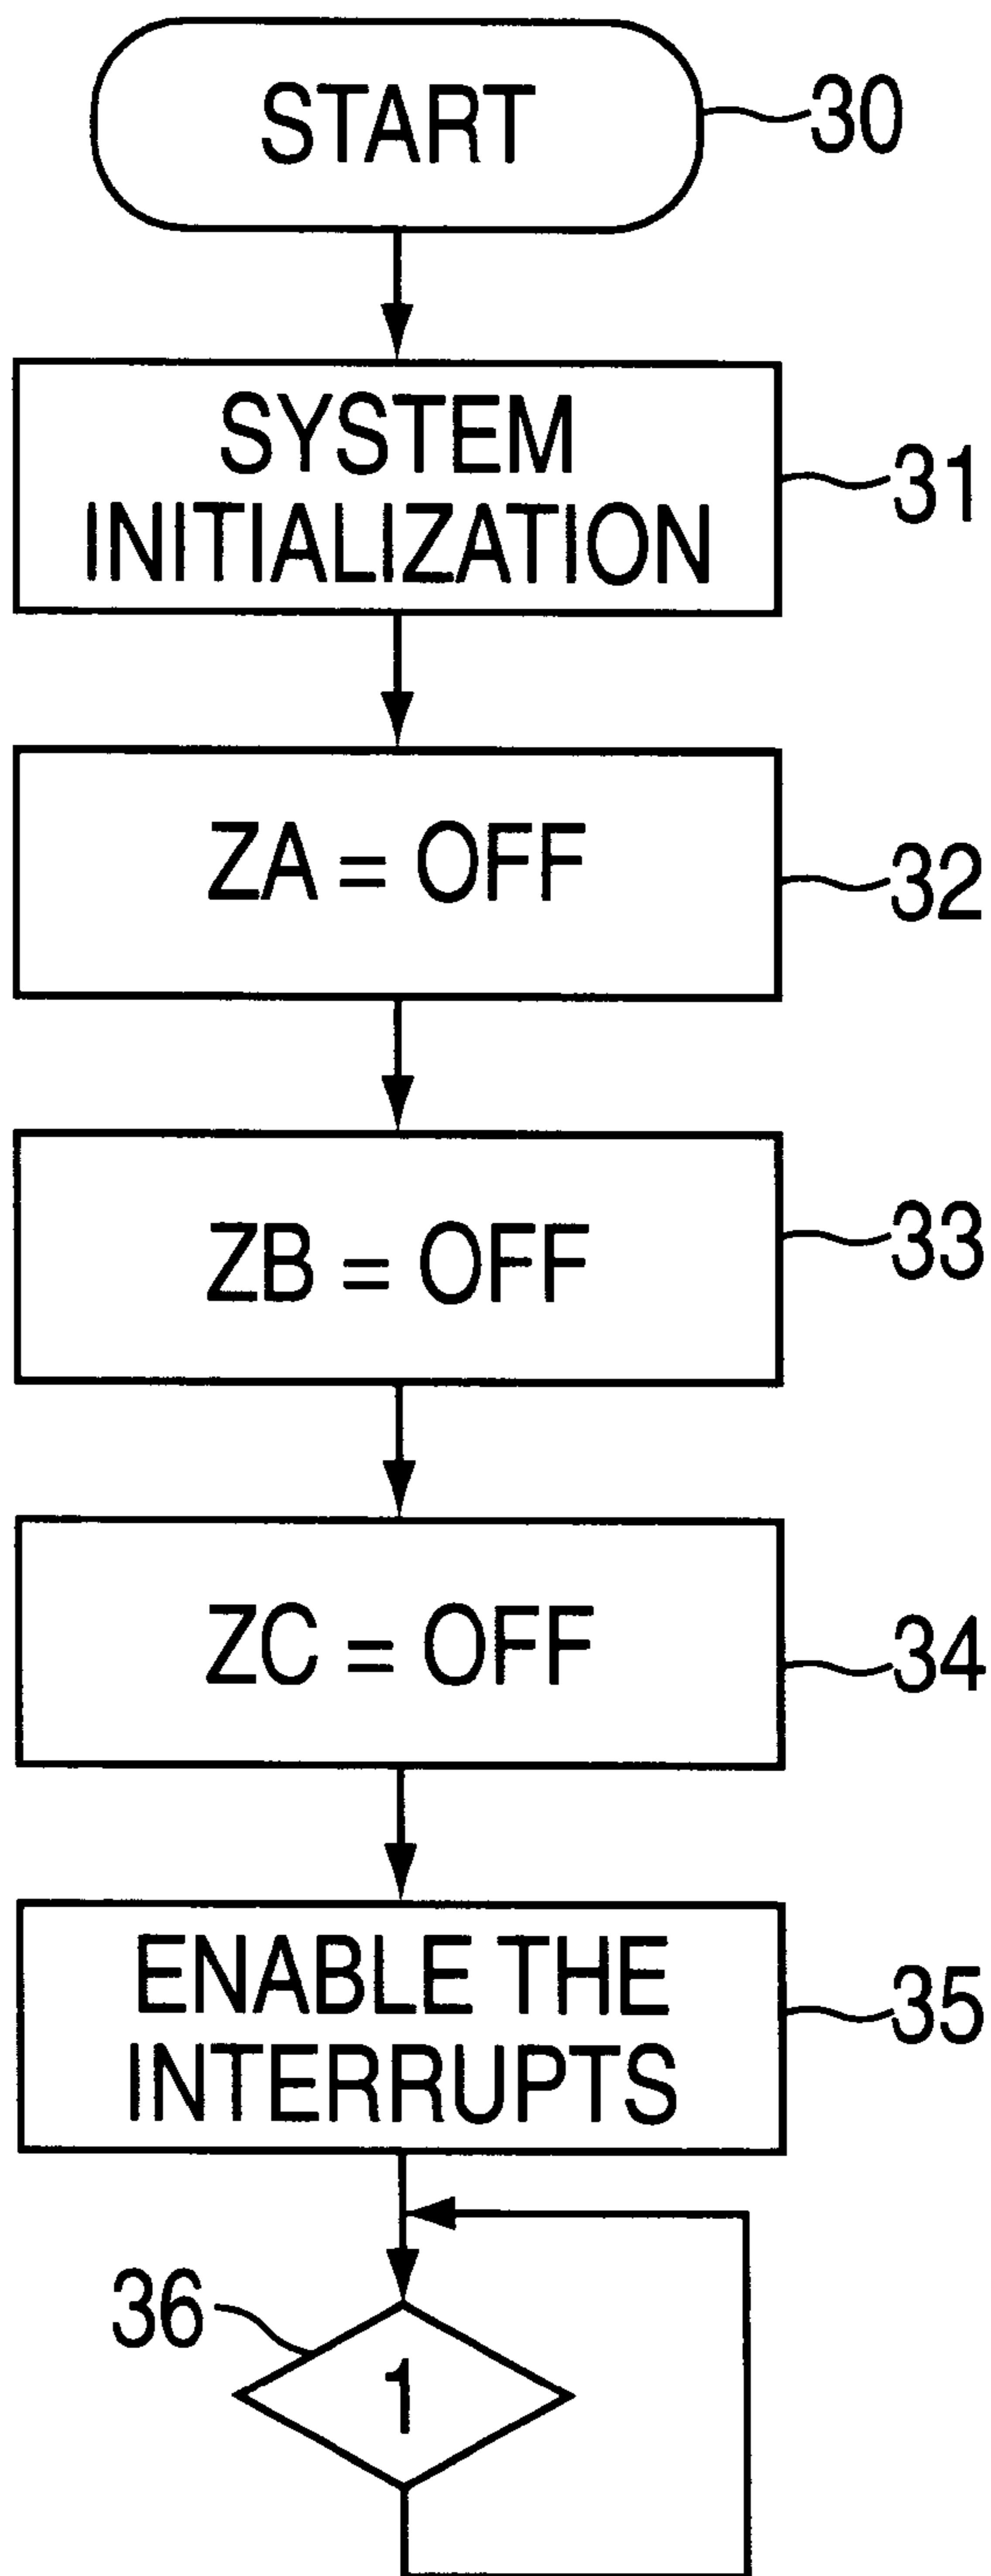 START
30
SYSTEM
INITIALIZATION
31
ZA = OFF
32
ZB = OFF
33
ZC = OFF
34
ENABLE THE
INTERRUPTS
35
36
1